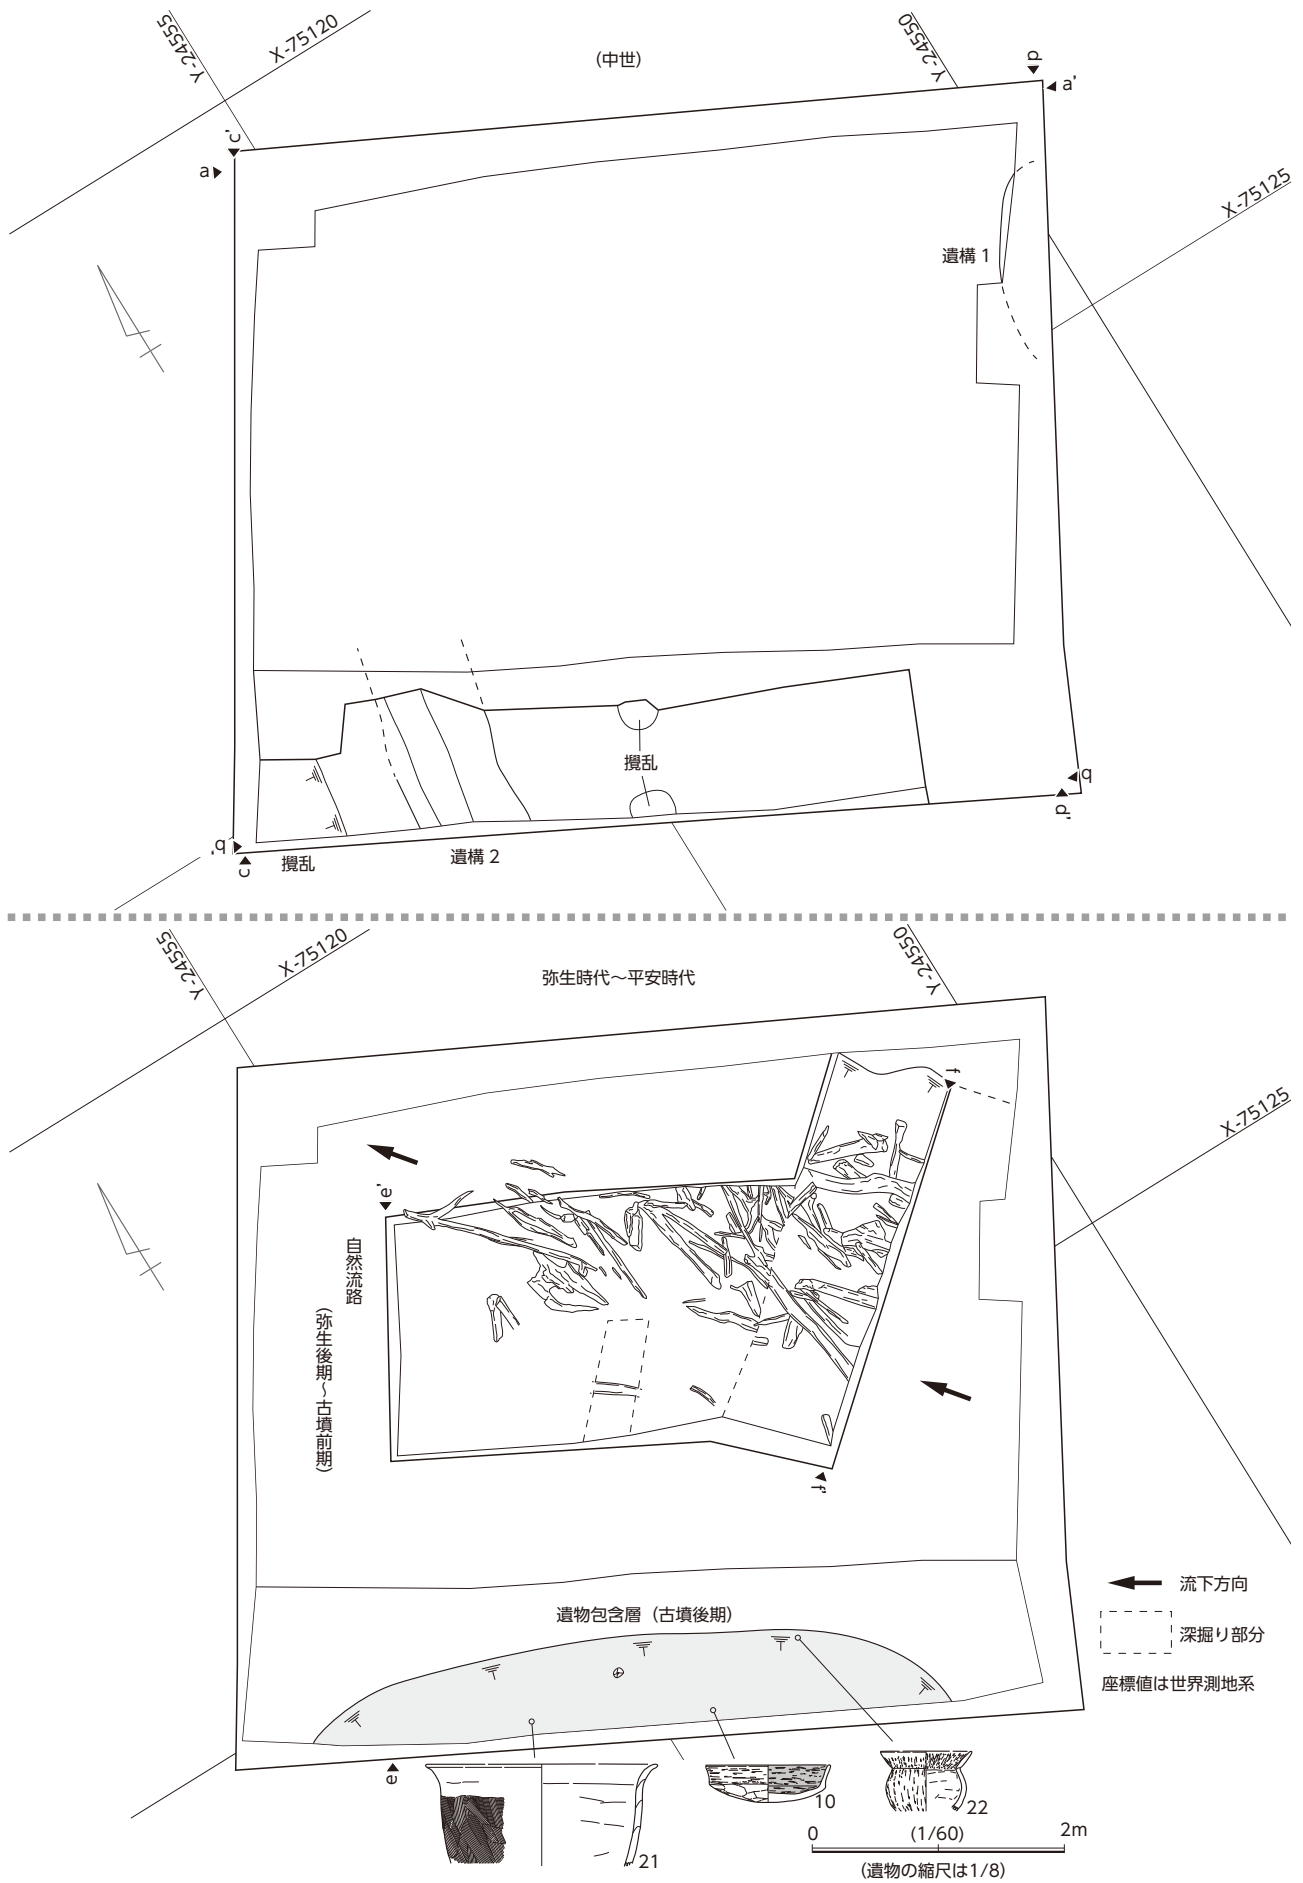 Y-24555
X-75120
(中世)
Y-24550
d
a'
c'
a
X-75125
遺構 1
攪乱
b
d'
b'
c
攪乱
遺構 2
Y-24555
X-75120
弥生時代～平安時代
Y-24550
X-75125
f
e'
自然流路
（弥生後期～古墳前期）
f'
流下方向
深掘り部分
座標値は世界測地系
遺物包含層（古墳後期）
e
10
22
21
0 (1/60) 2m
(遺物の縮尺は1/8)